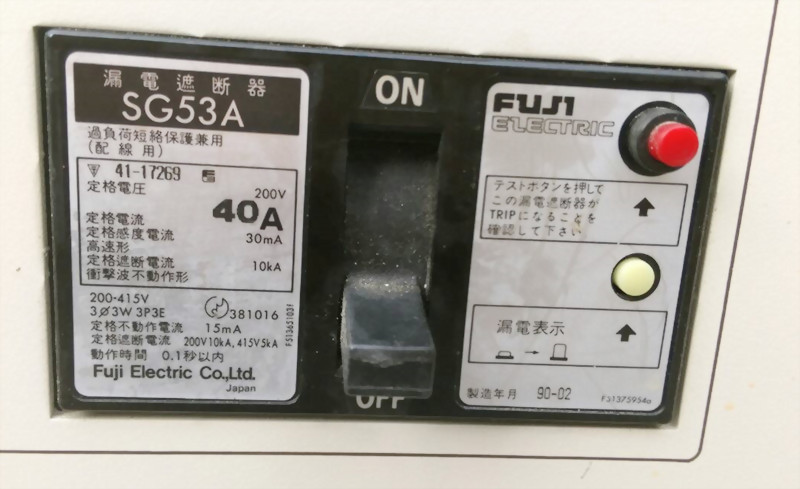 漏電遮断器
SG53A
過負荷短絡保護兼用
(配線用)
41-17269
定格電圧 200V
定格電流 40A
定格感度電流 30mA
高速形
定格遮断電流 10kA
衝撃波不動作形
200-415V
3ø3W 3P3E 381016
定格不動作電流 15mA
定格遮断電流 200V10kA, 415V5kA
動作時間 0.1秒以内
Fuji Electric Co.,Ltd.
Japan
ON
OFF
FUJI
ELECTRIC
テストボタンを押して
この漏電遮断器が
TRIPになることを
確認して下さい
漏電表示
製造年月 90-02